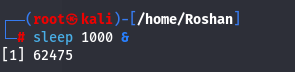 ┌──(root㉿kali)-[/home/Roshan]
└─# sleep 1000 &
[1] 62475